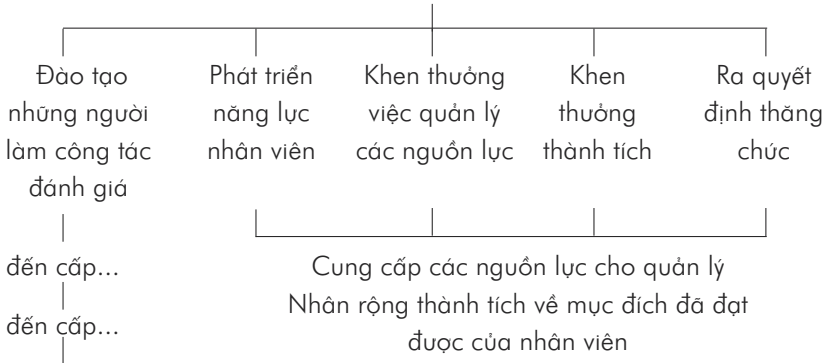 Đào tạo
những người
làm công tác
đánh giá
Phát triển
năng lực
nhân viên
Khen thưởng
việc quản lý
các nguồn lực
Khen
thưởng
thành tích
Ra quyết
định thăng
chức
đến cấp...
đến cấp...
Cung cấp các nguồn lực cho quản lý
Nhân rộng thành tích về mục đích đã đạt
được của nhân viên